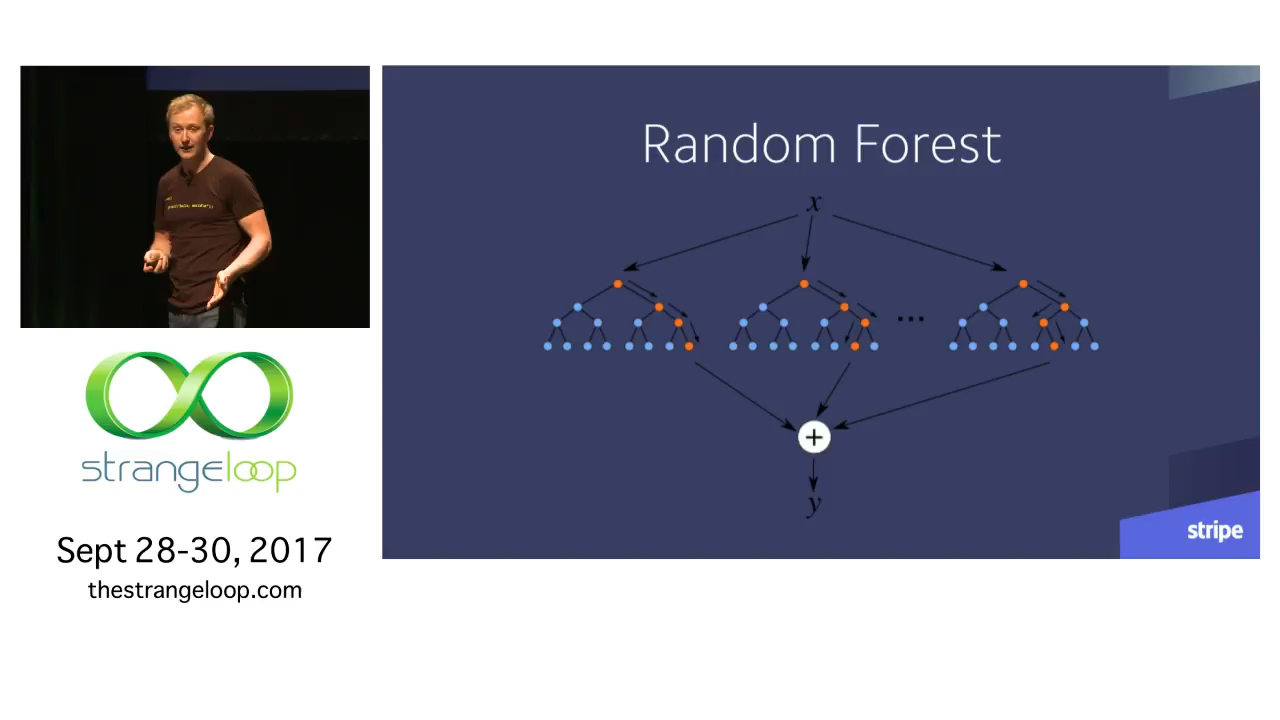 Random Forest
x
...
+
y
stripe
strangeloop
Sept 28-30, 2017
thestrangeloop.com